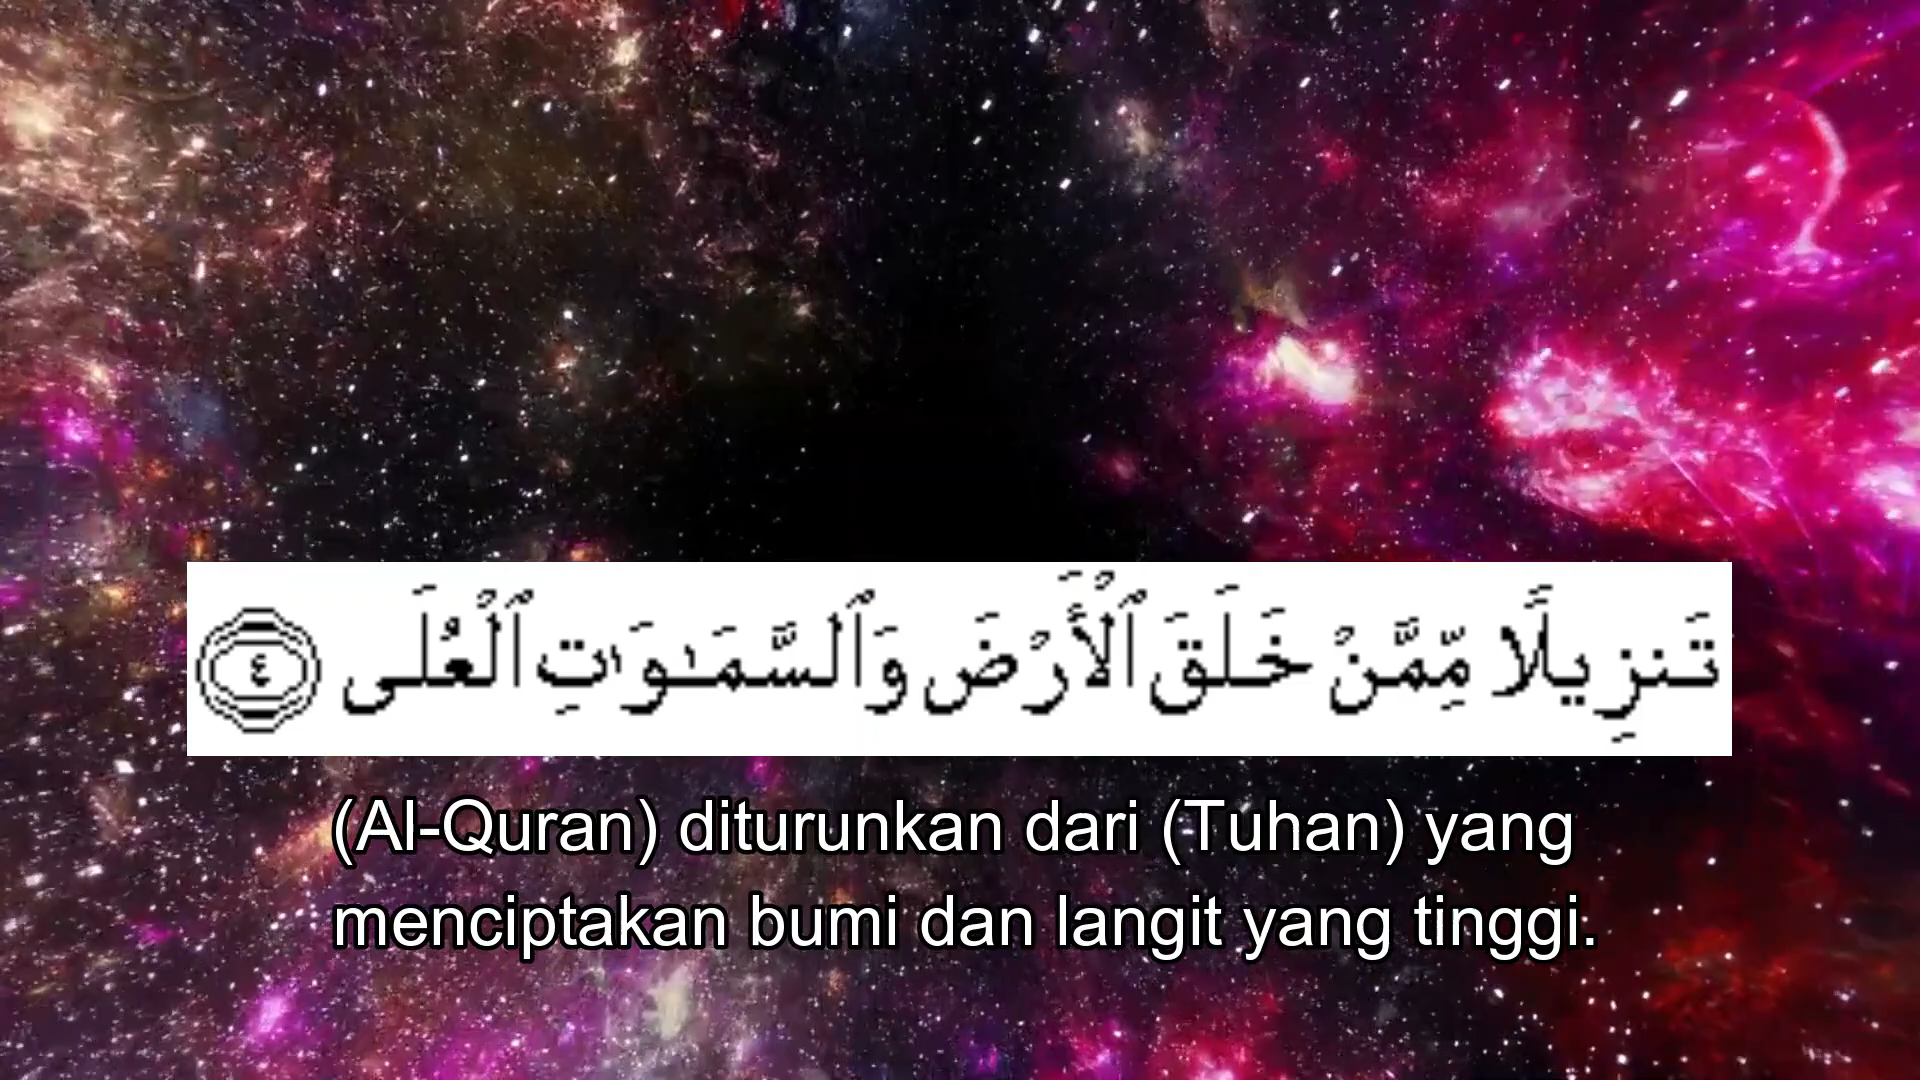 تَنزِيلًا مِّمَّنْ خَلَقَ ٱلْأَرْضَ وَٱلسَّمَـٰوَٰتِ ٱلْعُلَى ٤
(Al-Quran) diturunkan dari (Tuhan) yang
menciptakan bumi dan langit yang tinggi.